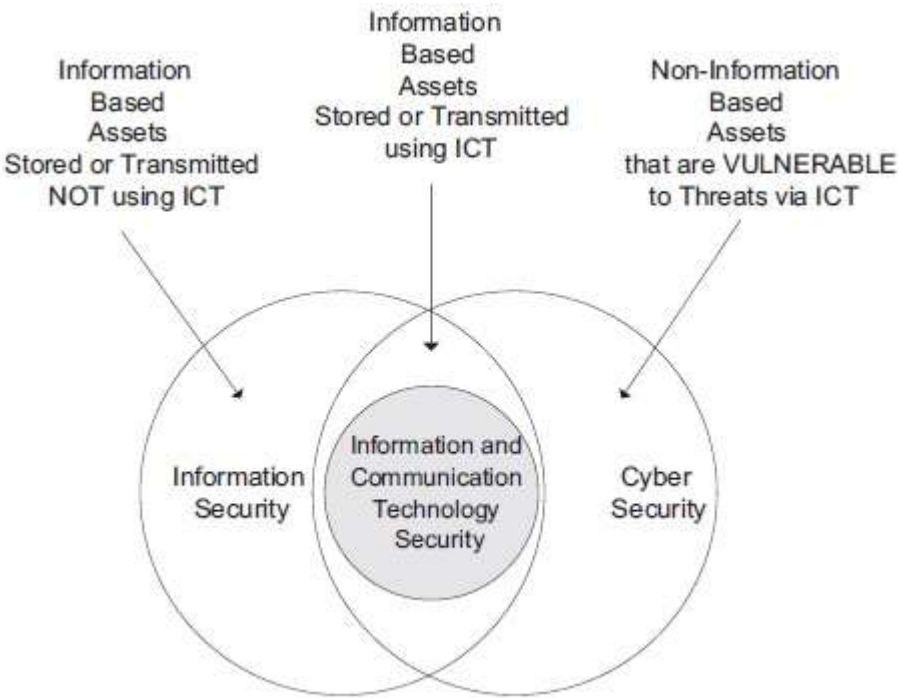 Information
Based
Assets
Stored or Transmitted
NOT using ICT
Information
Based
Assets
Stored or Transmitted
using ICT
Non-Information
Based
Assets
that are VULNERABLE
to Threats via ICT
Information
Security
Information and
Communication
Technology
Security
Cyber
Security